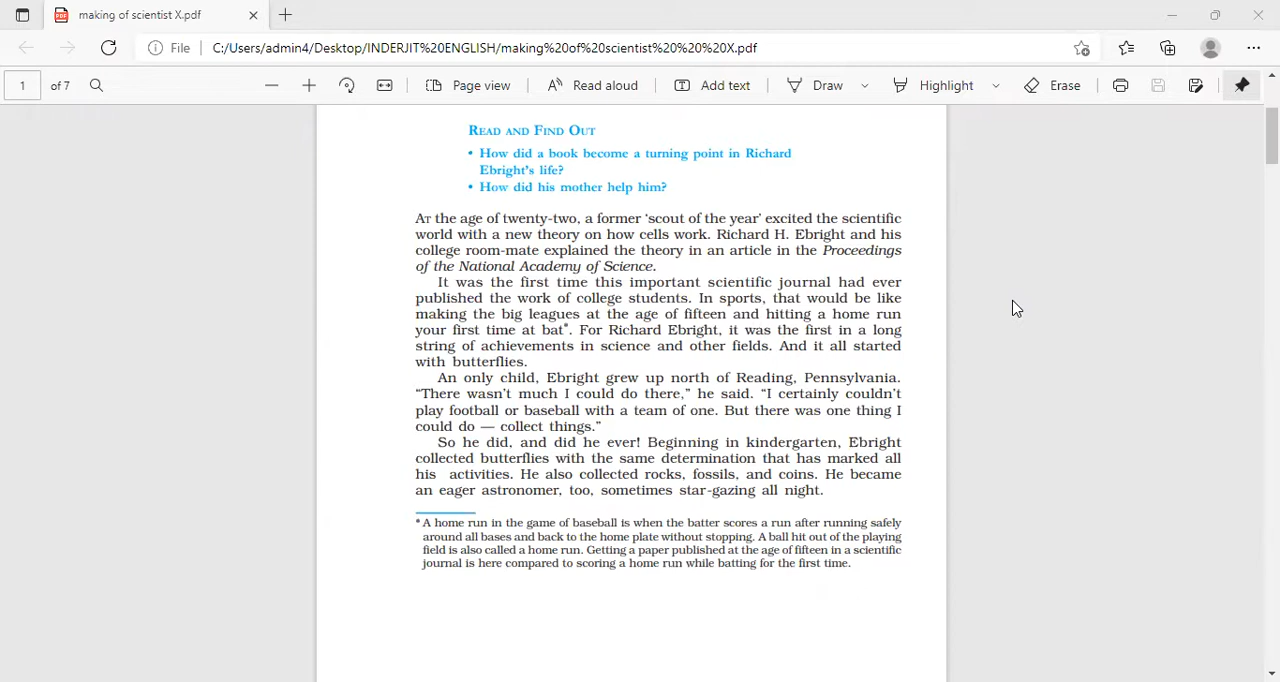 making of scientist X.pdf
File
C:/Users/admin4/Desktop/INDERJIT%20ENGLISH/making%20of%20scientist%20%20%20X.pdf
1 of 7 Page view Read aloud Add text Draw Highlight Erase
READ AND FIND OUT
• How did a book become a turning point in Richard
Ebright's life?
• How did his mother help him?
AT the age of twenty-two, a former 'scout of the year' excited the scientific
world with a new theory on how cells work. Richard H. Ebright and his
college room-mate explained the theory in an article in the Proceedings
of the National Academy of Science.
It was the first time this important scientific journal had ever
published the work of college students. In sports, that would be like
making the big leagues at the age of fifteen and hitting a home run
your first time at bat*. For Richard Ebright, it was the first in a long
string of achievements in science and other fields. And it all started
with butterflies.
An only child, Ebright grew up north of Reading, Pennsylvania.
“There wasn't much I could do there,” he said. “I certainly couldn't
play football or baseball with a team of one. But there was one thing I
could do — collect things.”
So he did, and did he ever! Beginning in kindergarten, Ebright
collected butterflies with the same determination that has marked all
his activities. He also collected rocks, fossils, and coins. He became
an eager astronomer, too, sometimes star-gazing all night.
* A home run in the game of baseball is when the batter scores a run after running safely
around all bases and back to the home plate without stopping. A ball hit out of the playing
field is also called a home run. Getting a paper published at the age of fifteen in a scientific
journal is here compared to scoring a home run while batting for the first time.